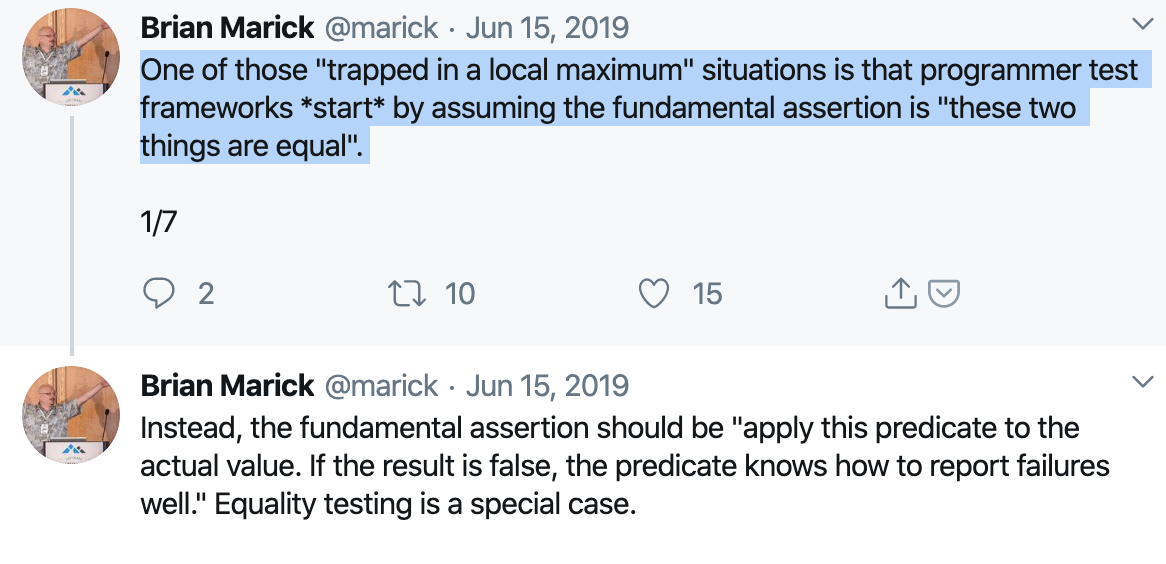 Brian Marick @marick · Jun 15, 2019
One of those "trapped in a local maximum" situations is that programmer test
frameworks *start* by assuming the fundamental assertion is "these two
things are equal".
1/7
2 10 15
Brian Marick @marick · Jun 15, 2019
Instead, the fundamental assertion should be "apply this predicate to the
actual value. If the result is false, the predicate knows how to report failures
well." Equality testing is a special case.